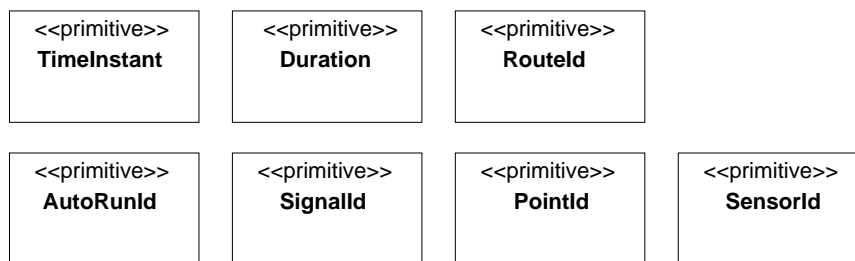 <<primitive>> <<primitive>> <<primitive>>
TimeInstant Duration RouteId
<<primitive>> <<primitive>> <<primitive>> <<primitive>>
AutoRunId SignalId PointId SensorId